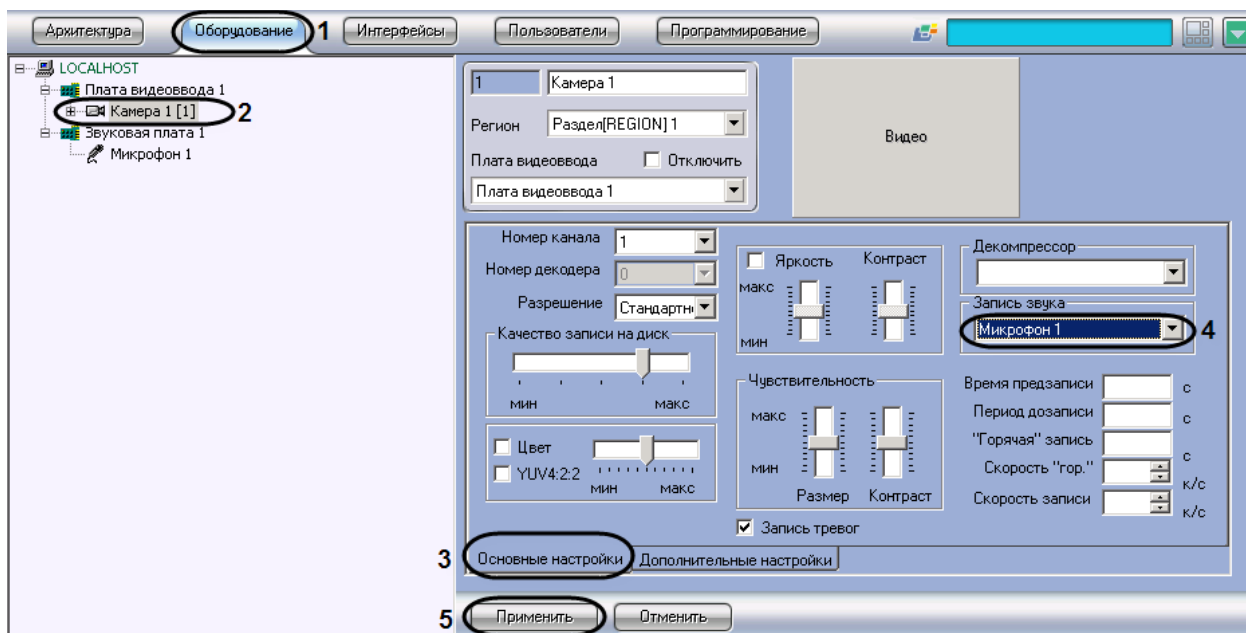 Архитектура Оборудование 1 Интерфейсы Пользователи Программирование
LOCALHOST
Плата видеоввода 1
Камера 1 [1] 2
Звуковая плата 1
Микрофон 1
1 Камера 1
Регион Раздел[REGION] 1
Плата видеоввода Отключить
Плата видеоввода 1
Видео
Номер канала 1
Номер декодера 0
Разрешение Стандартн
Качество записи на диск
мин макс
Цвет
YUV4:2:2
мин макс
Яркость Контраст
макс
мин
Чувствительность
макс
мин
Размер Контраст
Запись тревог
Декомпрессор
Запись звука
Микрофон 1 4
Время предзаписи с
Период дозаписи с
"Горячая" запись с
Скорость "гор." к/с
Скорость записи к/с
3 Основные настройки Дополнительные настройки
5 Применить Отменить